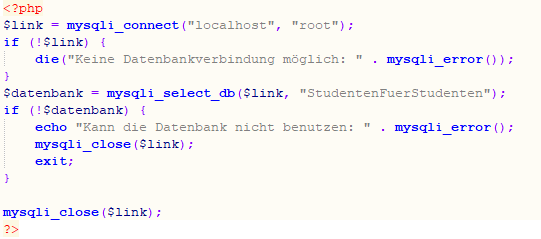 <?php
$link = mysqli_connect("localhost", "root");
if (!$link) {
    die("Keine Datenbankverbindung möglich: " . mysqli_error());
}
$datenbank = mysqli_select_db($link, "StudentenFuerStudenten");
if (!$datenbank) {
    echo "Kann die Datenbank nicht benutzen: " . mysqli_error();
    mysqli_close($link);
    exit;
}

mysqli_close($link);
?>